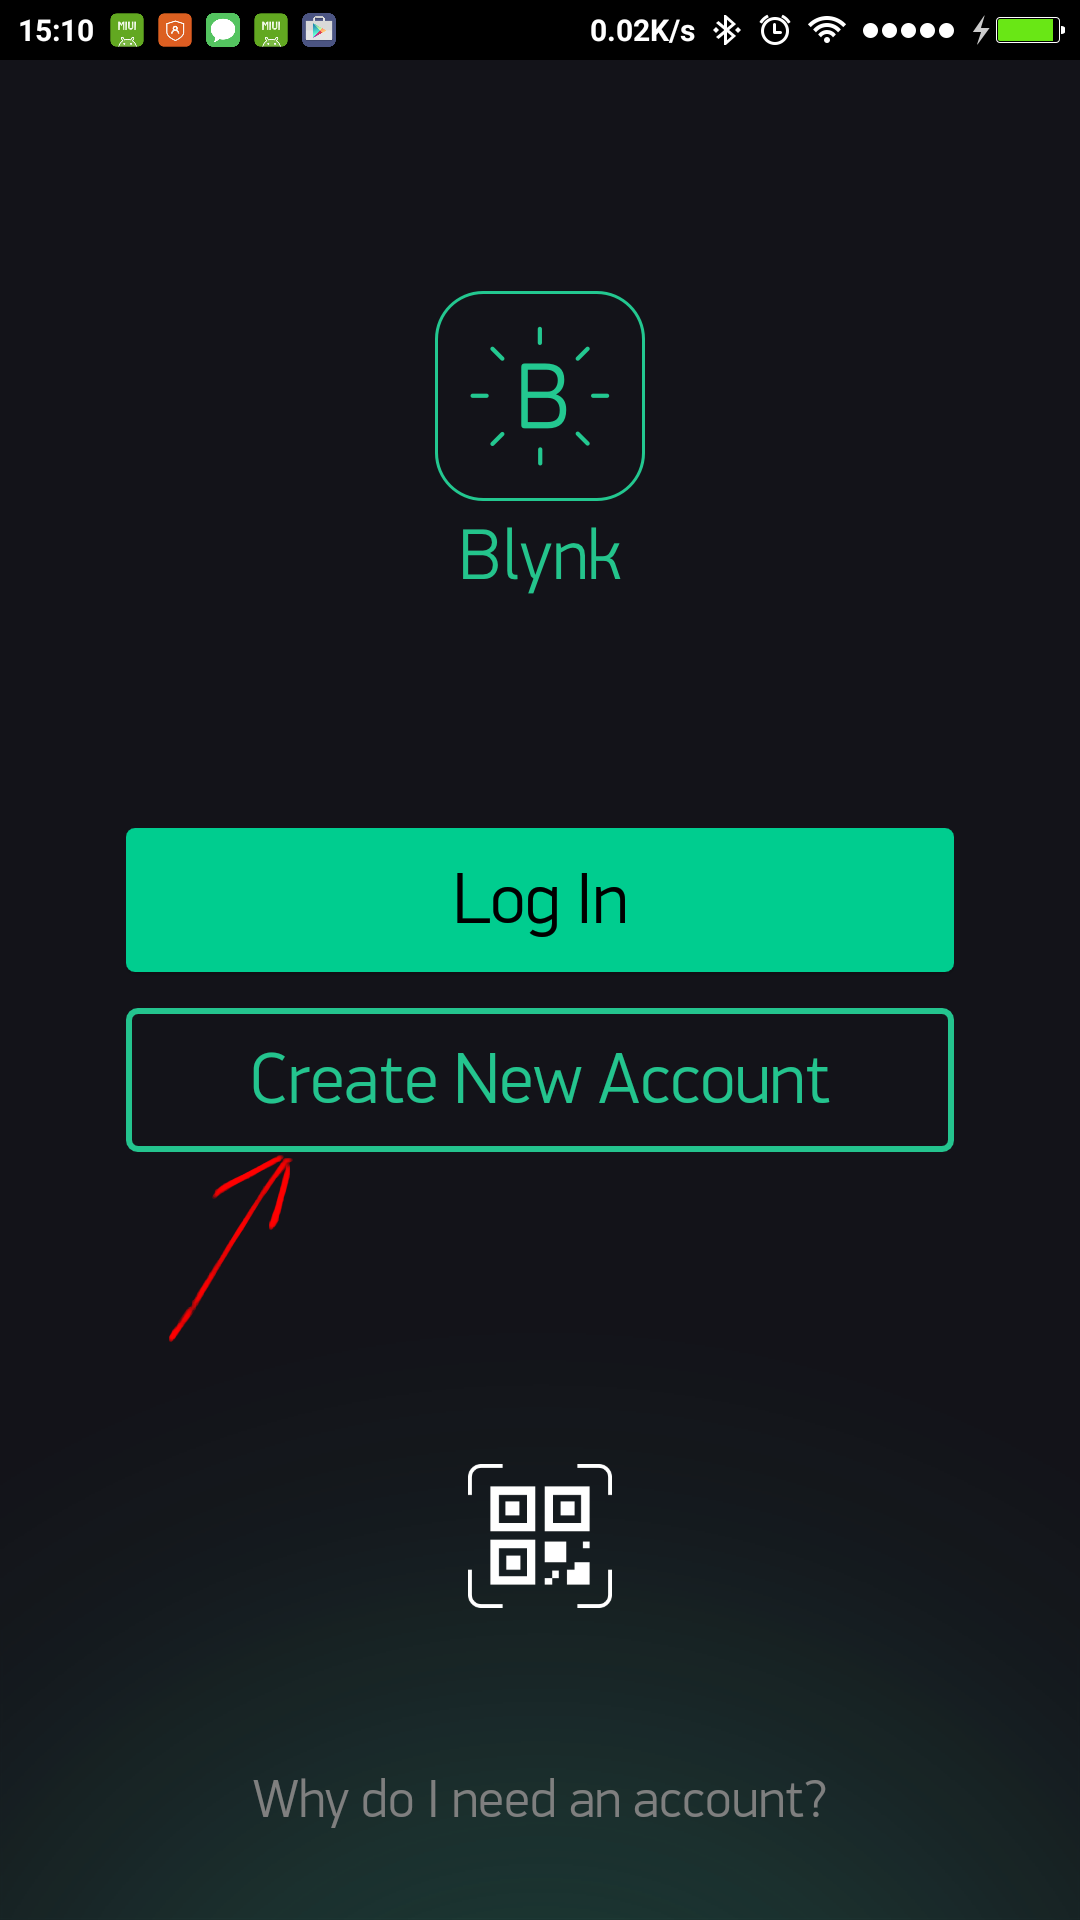 15:10 MIUI MIUI 0.02K/s
B
Blynk
Log In
Create New Account
Why do I need an account?